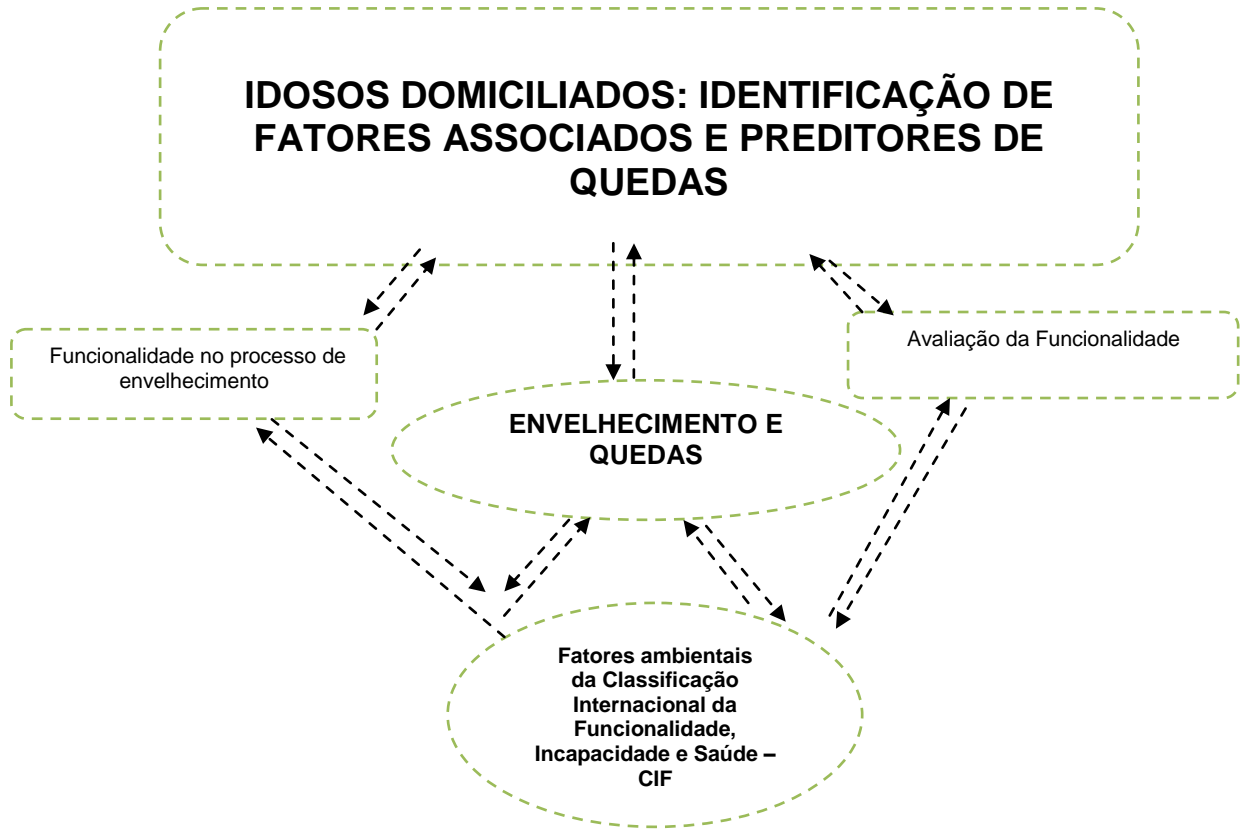 IDOSOS DOMICILIADOS: IDENTIFICAÇÃO DE
FATORES ASSOCIADOS E PREDITORES DE
QUEDAS
Funcionalidade no processo de
envelhecimento
Avaliação da Funcionalidade
ENVELHECIMENTO E
QUEDAS
Fatores ambientais
da Classificação
Internacional da
Funcionalidade,
Incapacidade e Saúde –
CIF